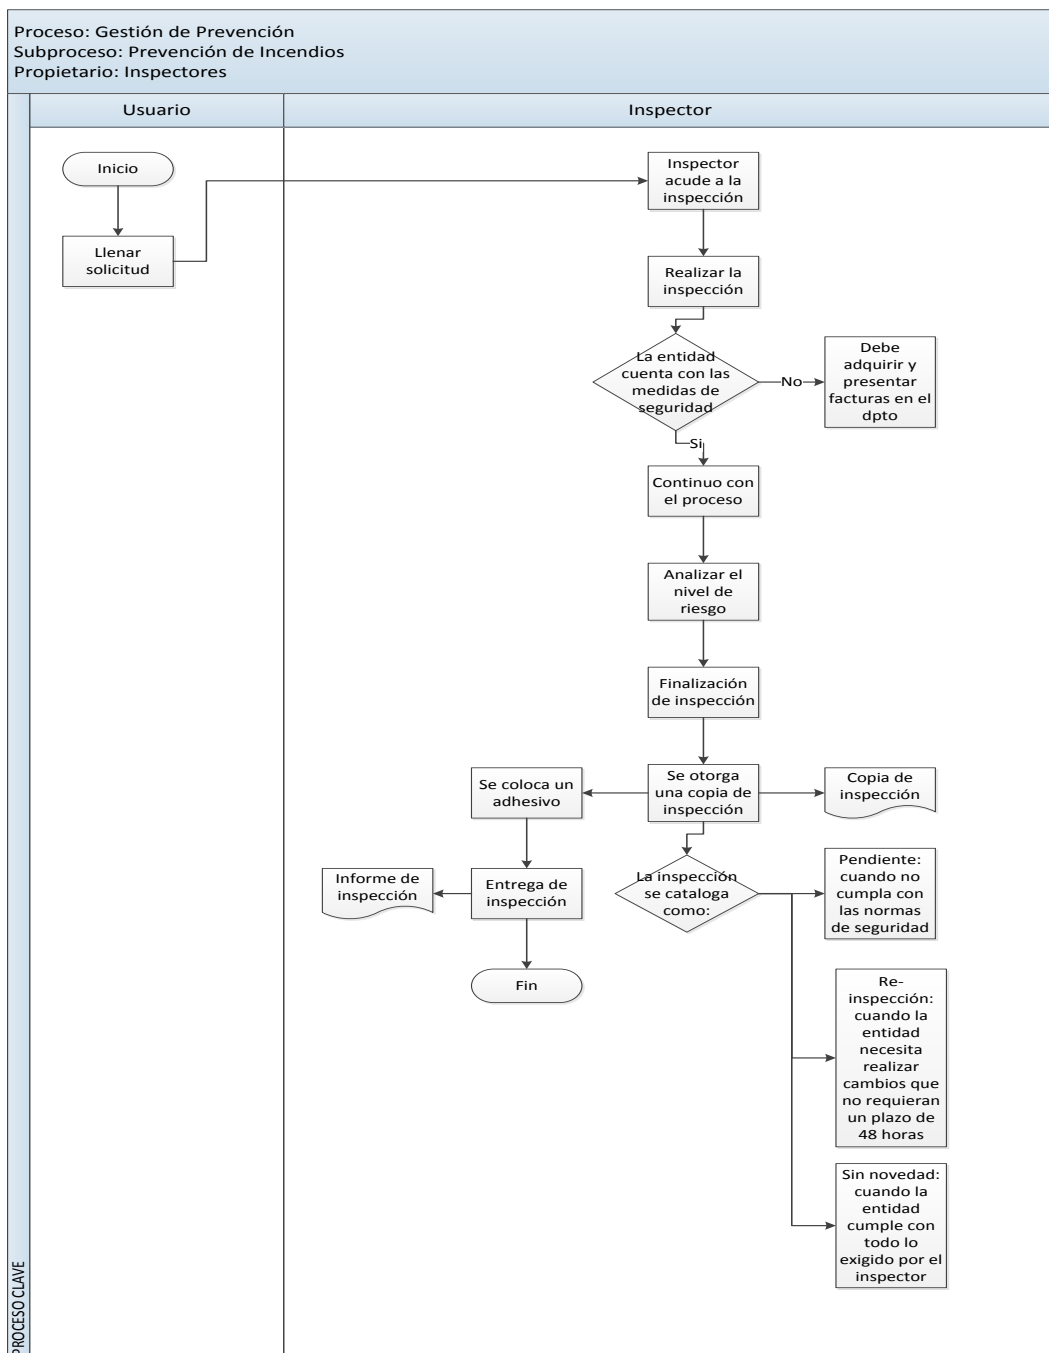 Proceso: Gestión de Prevención
Subproceso: Prevención de Incendios
Propietario: Inspectores
Usuario
Inspector
Inicio
Llenar
solicitud
Inspector
acude a la
inspección
Realizar la
inspección
La entidad
cuenta con las
medidas de
seguridad
No
Debe
adquirir y
presentar
facturas en el
dpto
Si
Continuo con
el proceso
Analizar el
nivel de
riesgo
Finalización
de inspección
Se coloca un
adhesivo
Se otorga
una copia de
inspección
Copia de
inspección
Informe de
inspección
Entrega de
inspección
La inspección
se cataloga
como:
Pendiente:
cuando no
cumpla con
las normas
de seguridad
Fin
Re-
inspección:
cuando la
entidad
necesita
realizar
cambios que
no requieran
un plazo de
48 horas
Sin novedad:
cuando la
entidad
cumple con
todo lo
exigido por el
inspector
PROCESO CLAVE